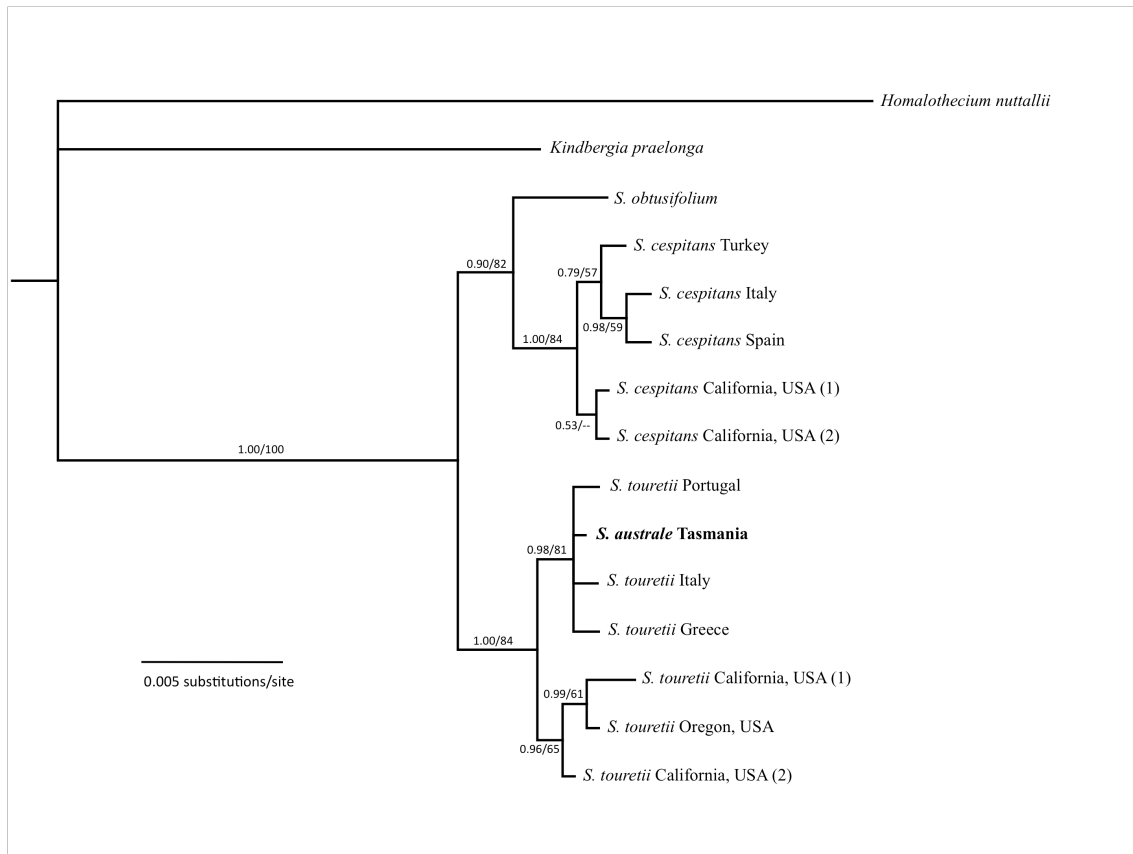 Homalothecium nuttallii
Kindbergia praelonga
S. obtusifolium
S. cespitans Turkey
0.90/82
0.79/57
S. cespitans Italy
0.98/59
1.00/84
S. cespitans Spain
S. cespitans California, USA (1)
0.53/--
S. cespitans California, USA (2)
1.00/100
S. touretii Portugal
S. australe Tasmania
0.98/81
S. touretii Italy
S. touretii Greece
1.00/84
0.005 substitutions/site
S. touretii California, USA (1)
0.99/61
S. touretii Oregon, USA
0.96/65
S. touretii California, USA (2)